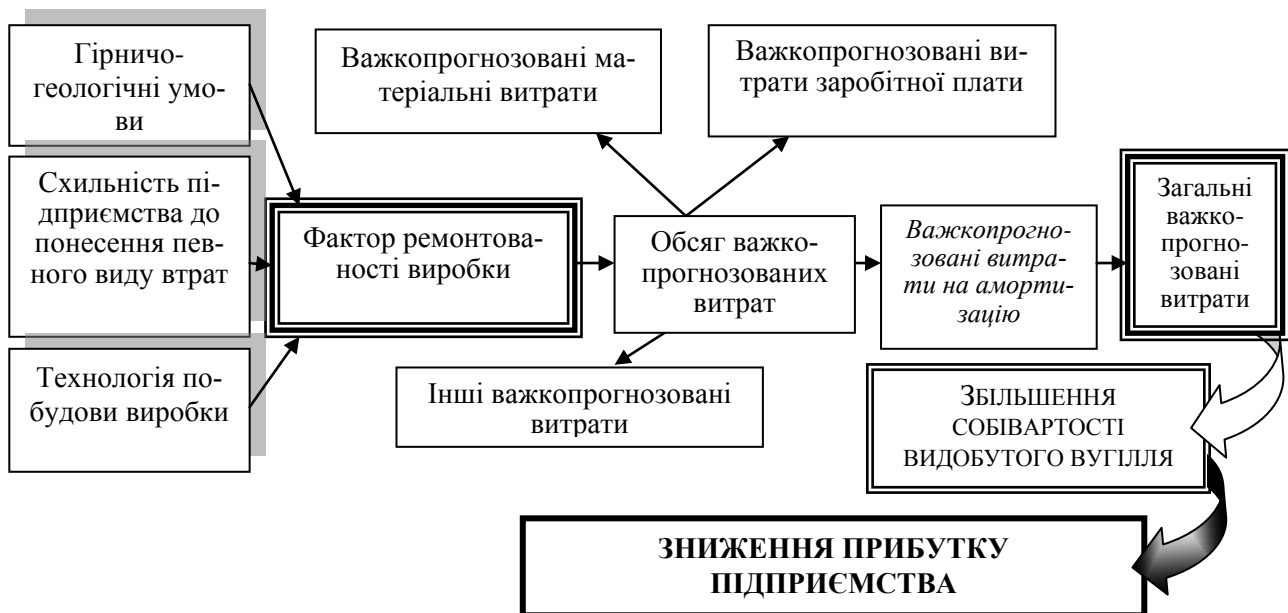 Гірничо-
геологічні умо-
ви
Схильність пі-
дприємства до
понесення пев-
ного виду втрат
Технологія по-
будови виробки
Фактор ремонтова-
ності виробки
Важкопрогнозовані ма-
теріальні витрати
Важкопрогнозовані ви-
трати заробітної плати
Обсяг важко-
прогнозованих
витрат
Інші важкопрогнозовані
витрати
Важкопрогно-
зовані витра-
ти на аморти-
зацію
Загальні
важко-
прогно-
зовані
витрати
ЗБІЛЬШЕННЯ
СОБІВАРТОСТІ
ВИДОБУТОГО ВУГІЛЛЯ
ЗНИЖЕННЯ ПРИБУТКУ
ПІДПРИЄМСТВА